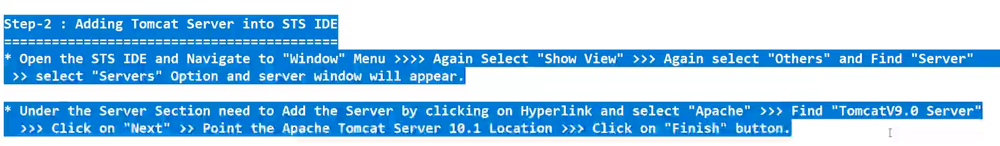 Step-2 : Adding Tomcat Server into STS IDE
==========================================
* Open the STS IDE and Navigate to "Window" Menu >>>> Again Select "Show View" >>> Again select "Others" and Find "Server"
>> select "Servers" Option and server window will appear.
* Under the Server Section need to Add the Server by clicking on Hyperlink and select "Apache" >>> Find "TomcatV9.0 Server"
>>> Click on "Next" >> Point the Apache Tomcat Server 10.1 Location >>> Click on "Finish" button.